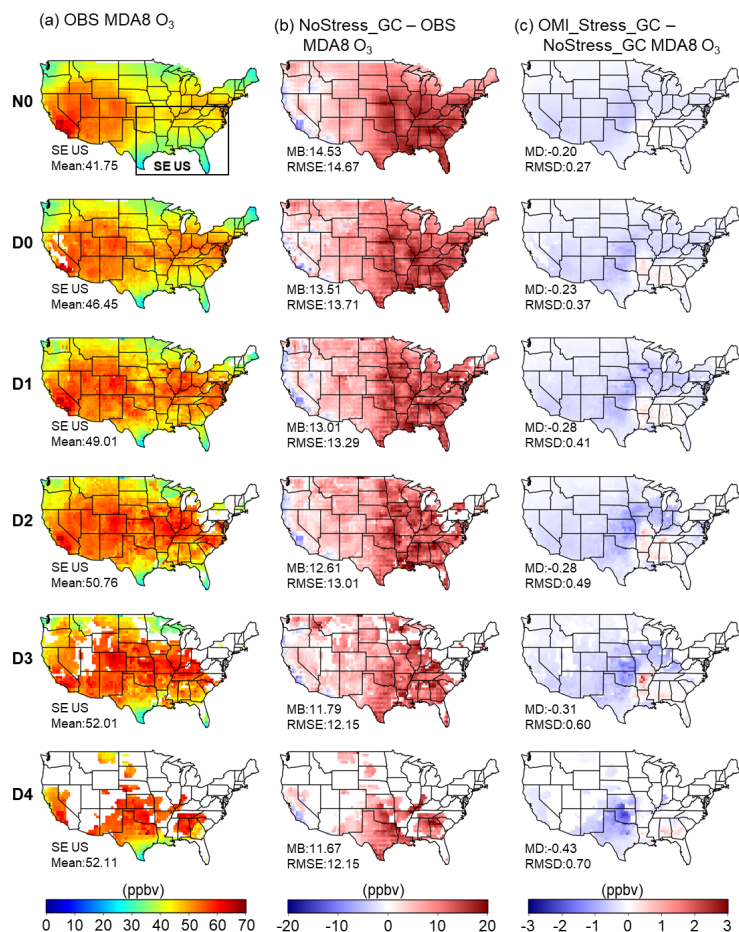 (a) OBS MDA8 O₃
(b) NoStress_GC – OBS
MDA8 O₃
(c) OMI_Stress_GC –
NoStress_GC MDA8 O₃
N0
SE US
Mean:41.75
SE US
MB:14.53
RMSE:14.67
MD:-0.20
RMSD:0.27
D0
SE US
Mean:46.45
MB:13.51
RMSE:13.71
MD:-0.23
RMSD:0.37
D1
SE US
Mean:49.01
MB:13.01
RMSE:13.29
MD:-0.28
RMSD:0.41
D2
SE US
Mean:50.76
MB:12.61
RMSE:13.01
MD:-0.28
RMSD:0.49
D3
SE US
Mean:52.01
MB:11.79
RMSE:12.15
MD:-0.31
RMSD:0.60
D4
SE US
Mean:52.11
MB:11.67
RMSE:12.15
MD:-0.43
RMSD:0.70
(ppbv)
(ppbv)
(ppbv)
0 10 20 30 40 50 60 70
-20 -10 0 10 20
-3 -2 -1 0 1 2 3